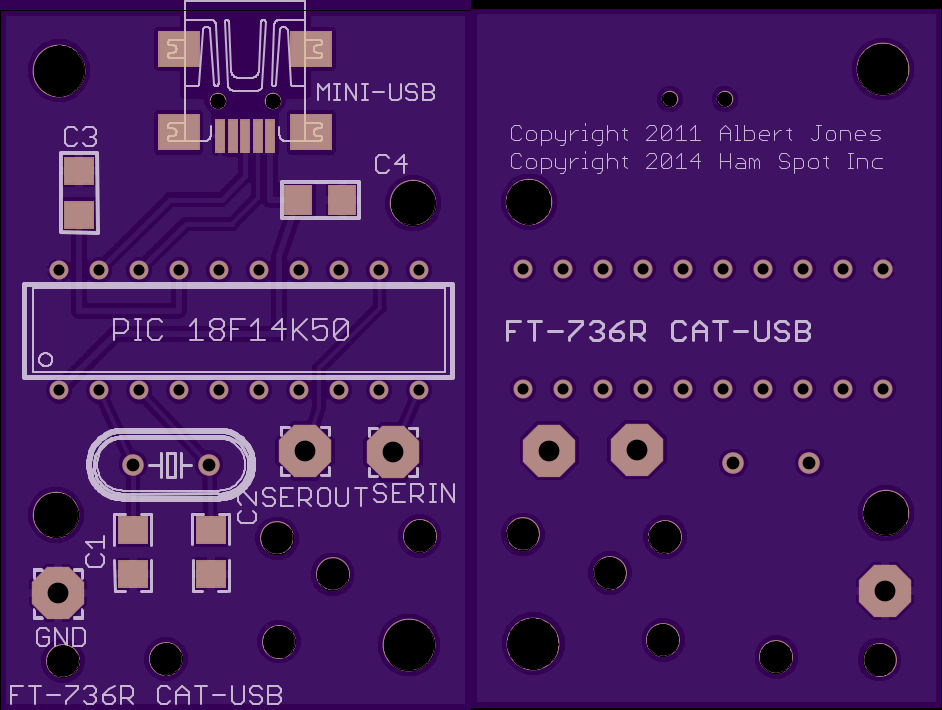 MINI-USB
C3
C4
PIC 18F14K50
C2
SEROUT
SERIN
C1
GND
FT-736R CAT-USB
Copyright 2011 Albert Jones
Copyright 2014 Ham Spot Inc
FT-736R CAT-USB